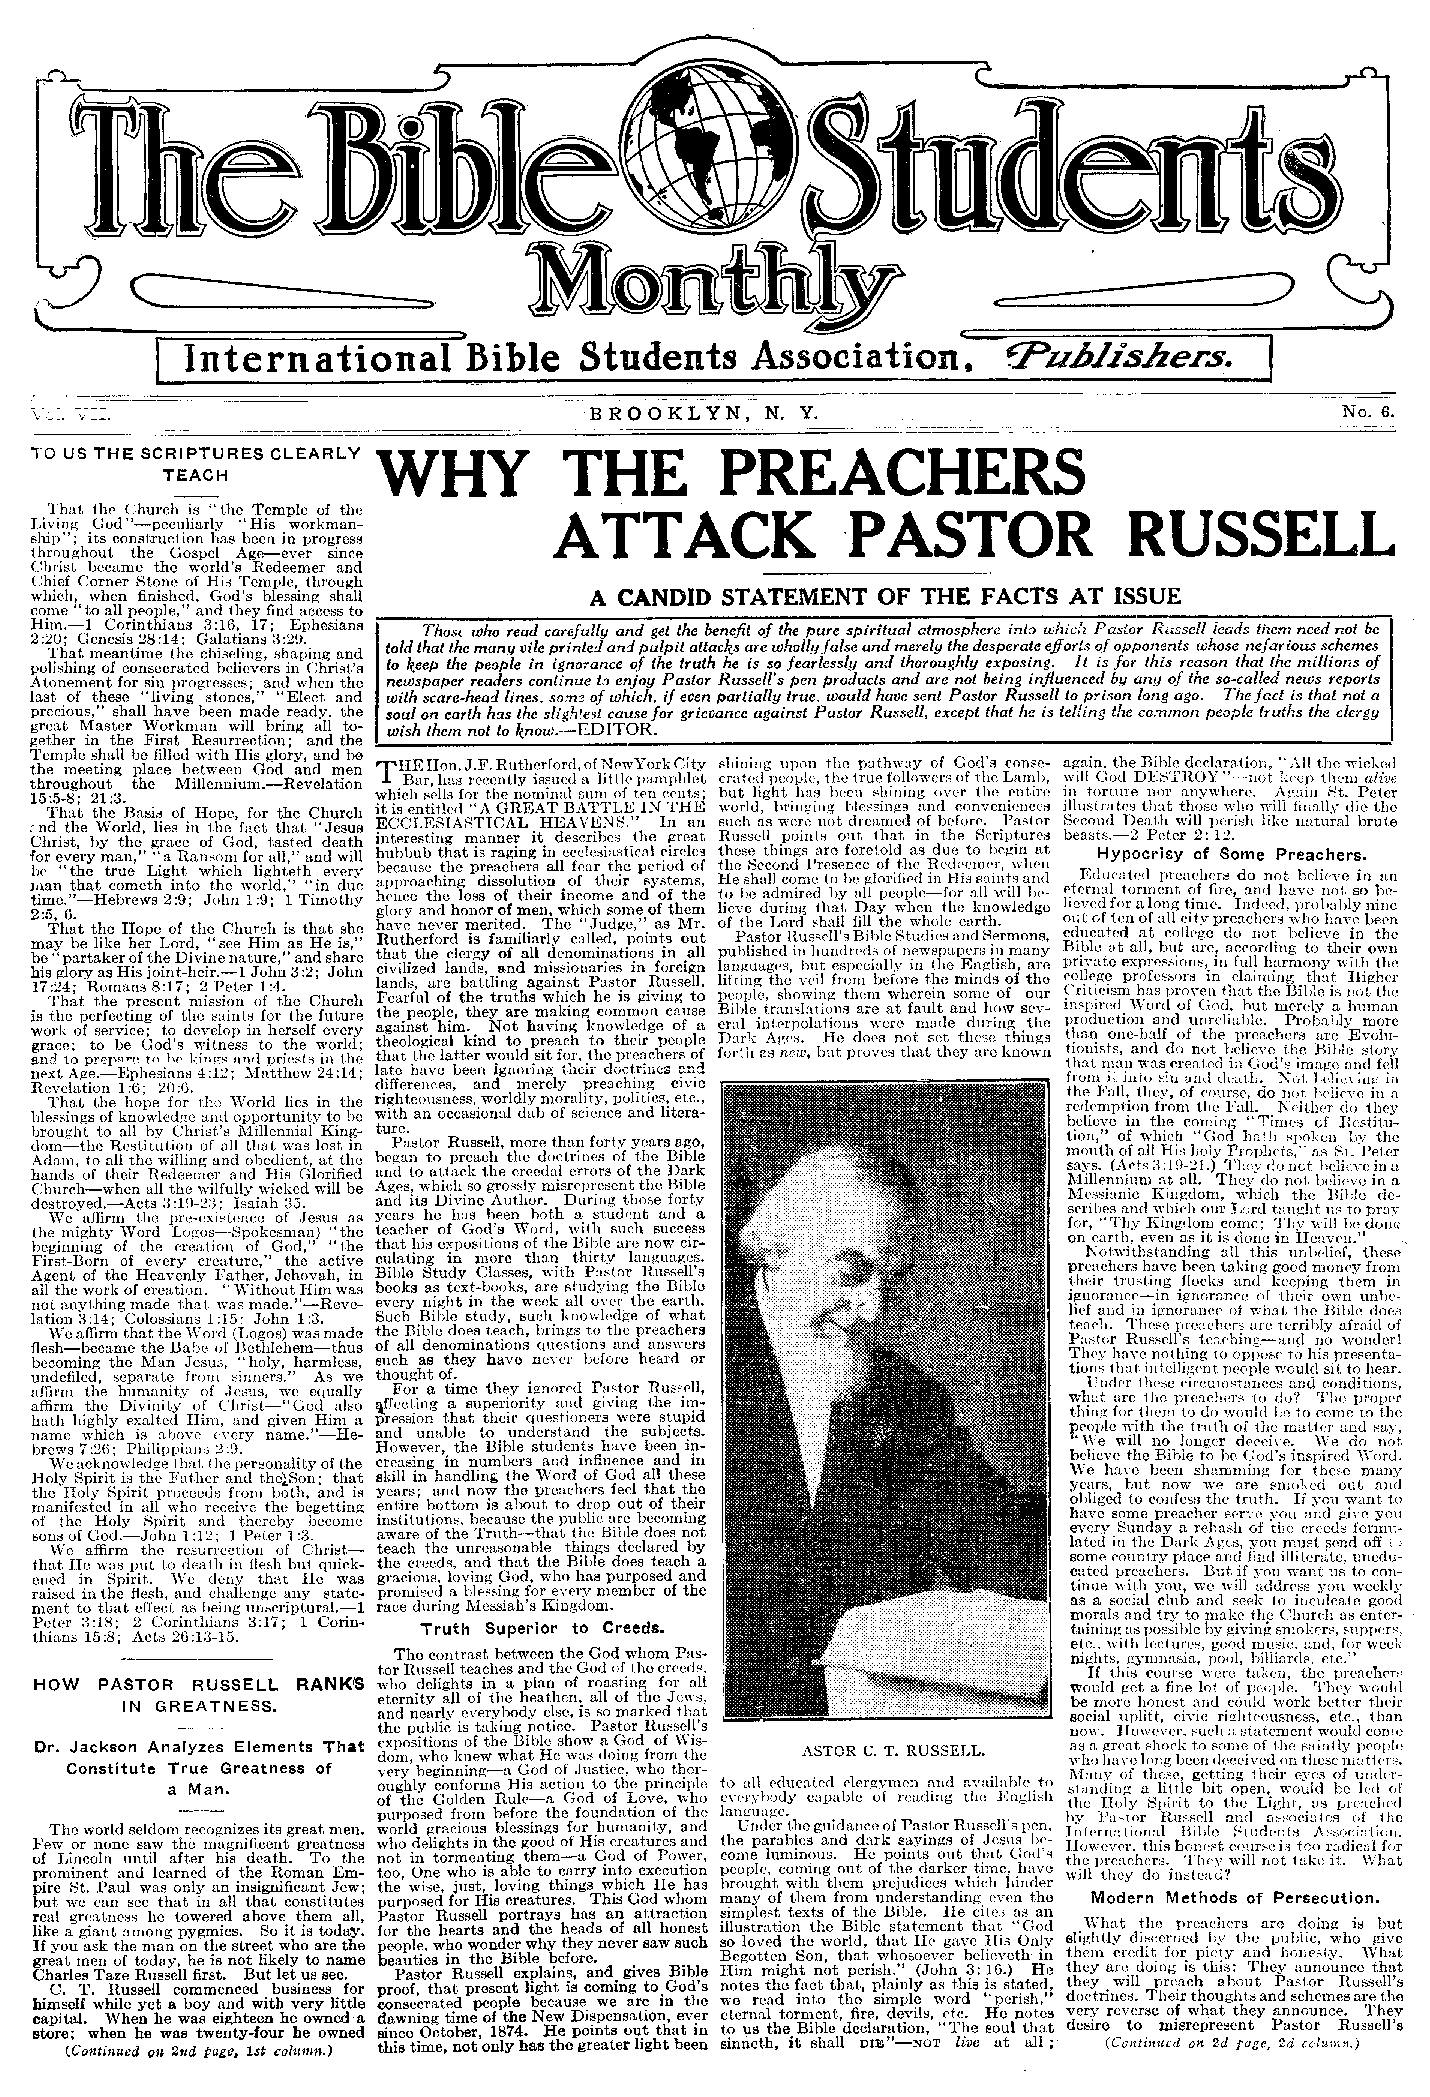 The Bible Students
Monthly
International Bible Students Association, Publishers.
Vol. VII. BROOKLYN, N. Y. No. 6.
TO US THE SCRIPTURES CLEARLY
TEACH
That the Church is "the Temple of the
Living God"—peculiarly "His workman-
ship"; its construction has been in progress
throughout the Gospel Age—ever since
Christ became the world's Redeemer and
Chief Corner Stone of His Temple, through
which, when finished, God's blessing shall
come "to all people," and they find access to
Him.—1 Corinthians 3:16, 17; Ephesians
2:20; Genesis 28:14; Galatians 3:29.
That meantime the chiseling, shaping and
polishing of consecrated believers in Christ's
Atonement for sin progresses; and when the
last of these "living stones," "Elect and
precious," shall have been made ready, the
great Master Workman will bring all to-
gether in the First Resurrection; and the
Temple shall be filled with His glory, and be
the meeting place between God and men
throughout the Millennium.—Revelation
15:5-8; 21:3.
That the Basis of Hope, for the Church
and the World, lies in the fact that "Jesus
Christ, by the grace of God, tasted death
for every man," "a Ransom for all," and will
be "the true Light which lighteth every
man that cometh into the world," "in due
time."—Hebrews 2:9; John 1:9; 1 Timothy
2:5, 6.
That the Hope of the Church is that she
may be like her Lord, "see Him as He is,"
be "partaker of the Divine nature," and share
his glory as His joint-heir.—1 John 3:2; John
17:24; Romans 8:17; 2 Peter 1:4.
That the present mission of the Church
is the perfecting of the saints for the future
work of service; to develop in herself every
grace; to be God's witness to the world;
and to prepare to be kings and priests in the
next Age.—Ephesians 4:12; Matthew 24:14;
Revelation 1:6; 20:6.
That the hope for the World lies in the
blessings of knowledge and opportunity to be
brought to all by Christ's Millennial King-
dom—the Restitution of all that was lost in
Adam, to all the willing and obedient, at the
hands of their Redeemer and His Glorified
Church—when all the wilfully wicked will be
destroyed.—Acts 3:19-23; Isaiah 35.
We affirm the pre-existence of Jesus as
the mighty Word Logos—Spokesman) "the
beginning of the creation of God," "the
First-Born of every creature," the active
Agent of the Heavenly Father, Jehovah, in
all the work of creation. "Without Him was
not anything made that was made."—Reve-
lation 3:14; Colossians 1:15; John 1:3.
We affirm that the Word (Logos) was made
flesh—became the Babe of Bethlehem—thus
becoming the Man Jesus, "holy, harmless,
undefiled, separate from sinners." As we
affirm the humanity of Jesus, we equally
affirm the Divinity of Christ—"God also
hath highly exalted Him, and given Him a
name which is above every name."—He-
brews 7:26; Philippians 2:9.
We acknowledge that the personality of the
Holy Spirit is the Father and the Son; that
the Holy Spirit proceeds from both, and is
manifested in all who receive the begetting
of the Holy Spirit and thereby become
sons of God.—John 1:12; 1 Peter 1:3.
We affirm the resurrection of Christ—
that He was put to death in flesh but quick-
ened in Spirit. We deny that He was
raised in the flesh, and challenge any state-
ment to that effect as being unscriptural.—1
Peter 3:18; 2 Corinthians 3:17; 1 Corin-
thians 15:8; Acts 26:13-15.
HOW PASTOR RUSSELL RANKS
IN GREATNESS.
Dr. Jackson Analyzes Elements That
Constitute True Greatness of
a Man.
The world seldom recognizes its great men.
Few or none saw the magnificent greatness
of Lincoln until after his death. To the
prominent and learned of the Roman Em-
pire St. Paul was only an insignificant Jew;
but we can see that in all that constitutes
real greatness he towered above them all,
like a giant among pygmies. So it is today.
If you ask the man on the street who are the
great men of today, he is not likely to name
Charles Taze Russell first. But let us see.
C. T. Russell commenced business for
himself while yet a boy and with very little
capital. When he was eighteen he owned a
store; when he was twenty-four he owned
(Continued on 2nd page, 1st column.)
WHY THE PREACHERS
ATTACK PASTOR RUSSELL
A CANDID STATEMENT OF THE FACTS AT ISSUE
Those who read carefully and get the benefit of the pure spiritual atmosphere into which Pastor Russell leads them need not be
told that the many vile printed and pulpit attacks are wholly false and merely the desperate efforts of opponents whose nefarious schemes
to keep the people in ignorance of the truth he is so fearlessly and thoroughly exposing. It is for this reason that the millions of
newspaper readers continue to enjoy Pastor Russell's pen products and are not being influenced by any of the so-called news reports
with scare-head lines, some of which, if even partially true, would have sent Pastor Russell to prison long ago. The fact is that not a
soul on earth has the slightest cause for grievance against Pastor Russell, except that he is telling the common people truths the clergy
wish them not to know.—EDITOR.
THE Hon. J.F. Rutherford, of New York City
Bar, has recently issued a little pamphlet
which sells for the nominal sum of ten cents;
it is entitled "A GREAT BATTLE IN THE
ECCLESIASTICAL HEAVENS." In an
interesting manner it describes the great
hubbub that is raging in ecclesiastical circles
because the preachers all fear the period of
approaching dissolution of their systems,
hence the loss of their income and of the
glory and honor of men, which some of them
have never merited. The "Judge," as Mr.
Rutherford is familiarly called, points out
that the clergy of all denominations in all
civilized lands, and missionaries in foreign
lands, are battling against Pastor Russell.
Fearful of the truths which he is giving to
the people, they are making common cause
against him. Not having knowledge of a
theological kind to preach to their people
that the latter would sit for, the preachers of
late have been ignoring their doctrines and
differences, and merely preaching civic
righteousness, worldly morality, politics, etc.,
with an occasional dab of science and litera-
ture.
Pastor Russell, more than forty years ago,
began to preach the doctrines of the Bible
and to attack the creedal errors of the Dark
Ages, which so grossly misrepresent the Bible
and its Divine Author. During those forty
years he has been both a student and a
teacher of God's Word, with such success
that his expositions of the Bible are now cir-
culating in more than thirty languages.
Bible Study Classes, with Pastor Russell's
books as text-books, are studying the Bible
every night in the week all over the earth.
Such Bible study, such knowledge of what
the Bible does teach, brings to the preachers
of all denominations questions and answers
such as they have never before heard or
thought of.
For a time they ignored Pastor Russell,
affecting a superiority and giving the im-
pression that their questioners were stupid
and unable to understand the subjects.
However, the Bible students have been in-
creasing in numbers and influence and in
skill in handling the Word of God all these
years; and now the preachers feel that the
entire bottom is about to drop out of their
institutions, because the public are becoming
aware of the Truth—that the Bible does not
teach the unreasonable things declared by
the creeds, and that the Bible does teach a
gracious, loving God, who has purposed and
promised a blessing for every member of the
race during Messiah's Kingdom.
Truth Superior to Creeds.
The contrast between the God whom Pas-
tor Russell teaches and the God of the creeds,
who delights in a plan of roasting for all
eternity all of the heathen, all of the Jews,
and nearly everybody else, is so marked that
the public is taking notice. Pastor Russell's
expositions of the Bible show a God of Wis-
dom, who knew what He was doing from the
very beginning—a God of Justice, who thor-
oughly conforms His action to the principle
of the Golden Rule—a God of Love, who
purposed from before the foundation of the
world gracious blessings for humanity, and
who delights in the good of His creatures and
not in tormenting them—a God of Power,
too, One who is able to carry into execution
the wise, just, loving things which He has
purposed for His creatures. This God whom
Pastor Russell portrays has an attraction
for the hearts and the heads of all honest
people, who wonder why they never saw such
beauties in the Bible before.
Pastor Russell explains, and gives Bible
proof, that present light is coming to God's
consecrated people because we are in the
dawning time of the New Dispensation, ever
since October, 1874. He points out that in
this time, not only has the greater light been
shining upon the pathway of God's conse-
crated people, the true followers of the Lamb,
but light has been shining over the entire
world, bringing blessings and conveniences
such as were not dreamed of before. Pastor
Russell points out that in the Scriptures
these things are foretold as due to begin at
the Second Presence of the Redeemer, when
He shall come to be glorified in His saints and
to be admired by all people—for all will be-
lieve during that Day when the knowledge
of the Lord shall fill the whole earth.
Pastor Russell's Bible Studies and Sermons,
published in hundreds of newspapers in many
languages, but especially in the English, are
lifting the veil from before the minds of the
people, showing them wherein some of our
Bible translations are at fault and how sev-
eral interpolations were made during the
Dark Ages. He does not set these things
forth as new, but proves that they are known
ASTOR C. T. RUSSELL.
to all educated clergymen and available to
everybody capable of reading the English
language.
Under the guidance of Pastor Russell's pen,
the parables and dark sayings of Jesus be-
come luminous. He points out that God's
people, coming out of the darker time, have
brought with them prejudices which hinder
many of them from understanding even the
simplest texts of the Bible. He cites as an
illustration the Bible statement that "God
so loved the world, that He gave His Only
Begotten Son, that whosoever believeth in
Him might not perish." (John 3:16.) He
notes the fact that, plainly as this is stated,
we read into the simple word "perish,"
eternal torment, fire, devils, etc. He notes
to us the Bible declaration, "The soul that
sinneth, it shall DIE"—NOT live at all;
again, the Bible declaration, "All the wicked
will God DESTROY"—not keep them alive
in torture nor anywhere. Again St. Peter
illustrates that those who will finally die the
Second Death will perish like natural brute
beasts.—2 Peter 2:12.
Hypocrisy of Some Preachers.
Educated preachers do not believe in an
eternal torment of fire, and have not so be-
lieved for a long time. Indeed, probably nine
out of ten of all city preachers who have been
educated at college do not believe in the
Bible at all, but are, according to their own
private expressions, in full harmony with the
college professors in claiming that Higher
Criticism has proven that the Bible is not the
inspired Word of God, but merely a human
production and unreliable. Probably more
than one-half of the preachers are Evolu-
tionists, and do not believe the Bible story
that man was created in God's image and fell
from it into sin and death. Not believing in
the Fall, they, of course, do not believe in a
redemption from the Fall. Neither do they
believe in the coming "Times of Restitu-
tion," of which "God hath spoken by the
mouth of all His holy Prophets," as St. Peter
says. (Acts 3:19-21.) They do not believe in a
Millennium at all. They do not believe in a
Messianic Kingdom, which the Bible de-
scribes and which our Lord taught us to pray
for, "Thy Kingdom come; Thy will be done
on earth, even as it is done in Heaven."
Notwithstanding all this unbelief, these
preachers have been taking good money from
their trusting flocks and keeping them in
ignorance—in ignorance of their own unbe-
lief and in ignorance of what the Bible does
teach. These preachers are terribly afraid of
Pastor Russell's teaching—and no wonder!
They have nothing to oppose to his presenta-
tions that intelligent people would sit to hear.
Under these circumstances and conditions,
what are the preachers to do? The proper
thing for them to do would be to come to the
people with the truth of the matter and say,
"We will no longer deceive. We do not
believe the Bible to be God's inspired Word.
We have been shamming for these many
years, but now we are smoked out and
obliged to confess the truth. If you want to
have some preacher serve you and give you
every Sunday a rehash of the creeds formu-
lated in the Dark Ages, you must send off to
some country place and find illiterate, unedu-
cated preachers. But if you want us to con-
tinue with you, we will address you weekly
as a social club and seek to inculcate good
morals and try to make the Church as enter-
taining as possible by giving smokers, suppers,
etc., with lectures, good music, and, for week
nights, gymnasia, pool, billiards, etc."
If this course were taken, the preachers
would get a fine lot of people. They would
be more honest and could work better their
social uplift, civic righteousness, etc., than
now. However, such a statement would come
as a great shock to some of the saintly people
who have long been deceived on these matters.
Many of these, getting their eyes of under-
standing a little bit open, would be led of
the Holy Spirit to the Light, as preached
by Pastor Russell and associates of the
International Bible Students Association.
However, this honest course is too radical for
the preachers. They will not take it. What
will they do instead?
Modern Methods of Persecution.
What the preachers are doing is but
slightly discerned by the public, who give
them credit for piety and honesty. What
they are doing is this: They announce that
they will preach about Pastor Russell's
doctrines. Their thoughts and schemes are the
very reverse of what they announce. They
desire to misrepresent Pastor Russell's
(Continued on 2d page, 2d column.)